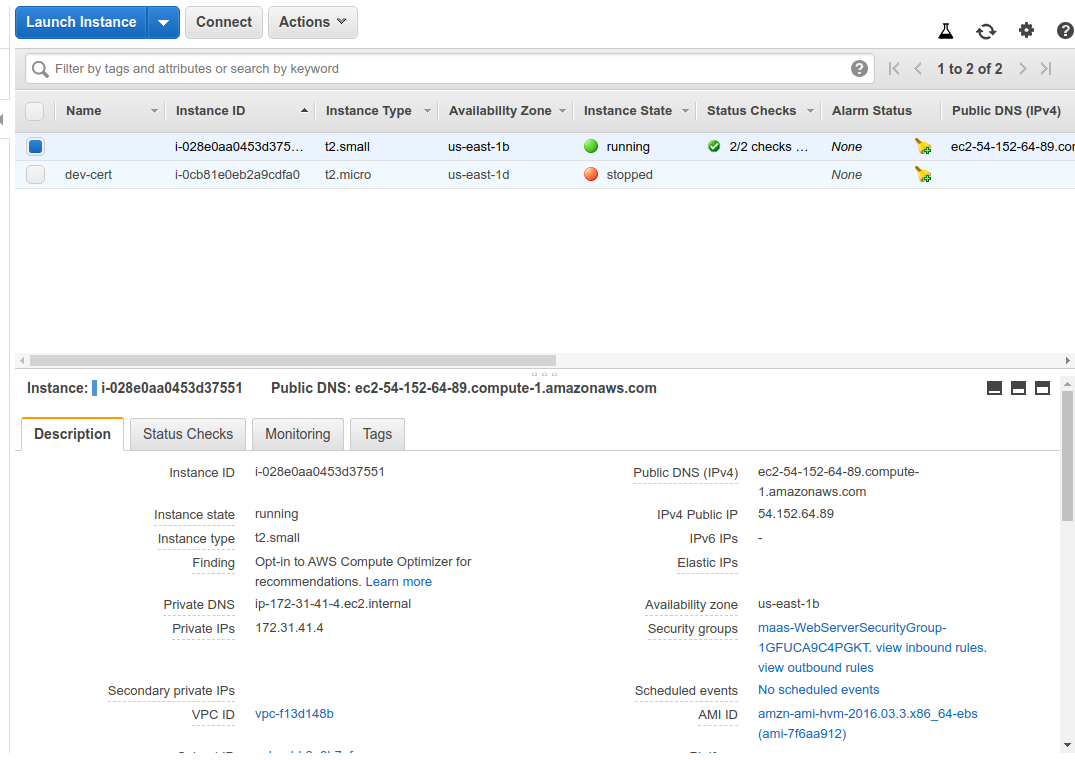 Launch Instance Connect Actions
Filter by tags and attributes or search by keyword 1 to 2 of 2
Name Instance ID Instance Type Availability Zone Instance State Status Checks Alarm Status Public DNS (IPv4)
i-028e0aa0453d375... t2.small us-east-1b running 2/2 checks ... None ec2-54-152-64-89.cor
dev-cert i-0cb81e0eb2a9cdfa0 t2.micro us-east-1d stopped None
Instance: i-028e0aa0453d37551 Public DNS: ec2-54-152-64-89.compute-1.amazonaws.com
Description Status Checks Monitoring Tags
Instance ID i-028e0aa0453d37551 Public DNS (IPv4) ec2-54-152-64-89.compute-
1.amazonaws.com
Instance state running IPv4 Public IP 54.152.64.89
Instance type t2.small IPv6 IPs -
Finding Opt-in to AWS Compute Optimizer for Elastic IPs
recommendations. Learn more
Private DNS ip-172-31-41-4.ec2.internal Availability zone us-east-1b
Private IPs 172.31.41.4 Security groups maas-WebServerSecurityGroup-
1GFUCA9C4PGKT. view inbound rules.
view outbound rules
Secondary private IPs Scheduled events No scheduled events
VPC ID vpc-f13d148b AMI ID amzn-ami-hvm-2016.03.3.x86_64-ebs
(ami-7f6aa912)